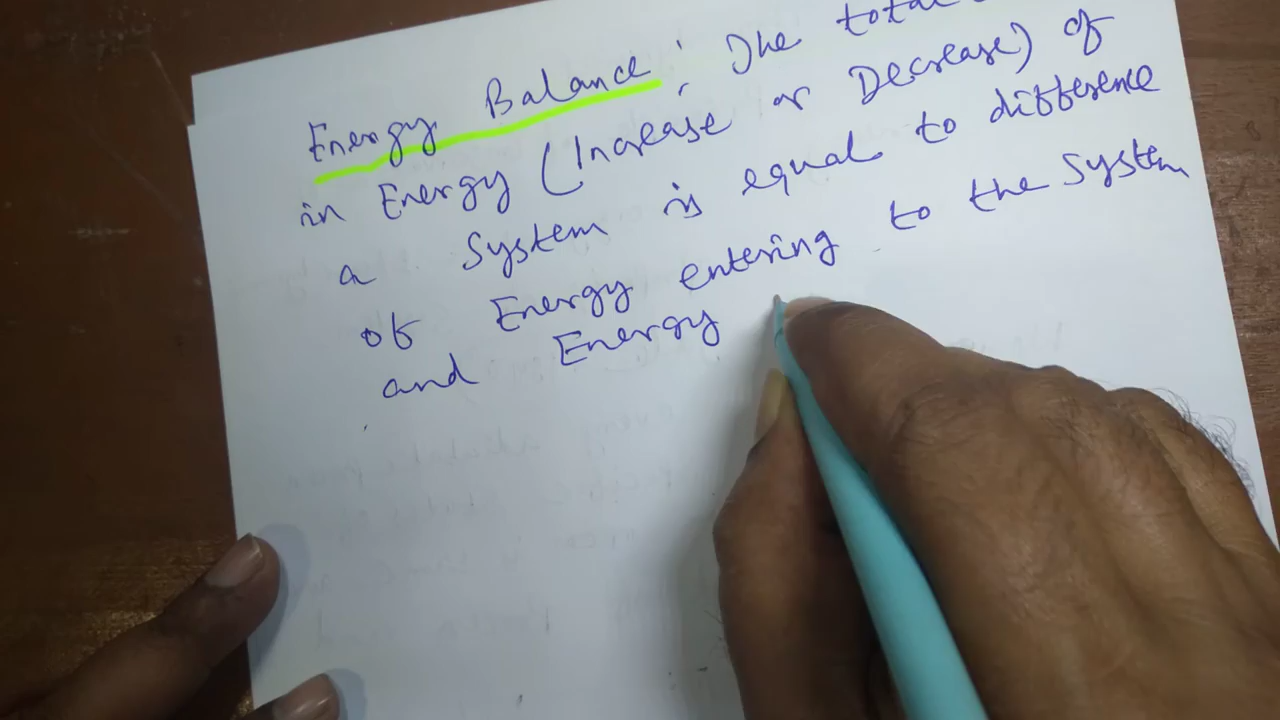 Energy Balance : The total
in Energy (Increase or Decrease) of
a System is equal to difference
of Energy entering to the System
and Energy